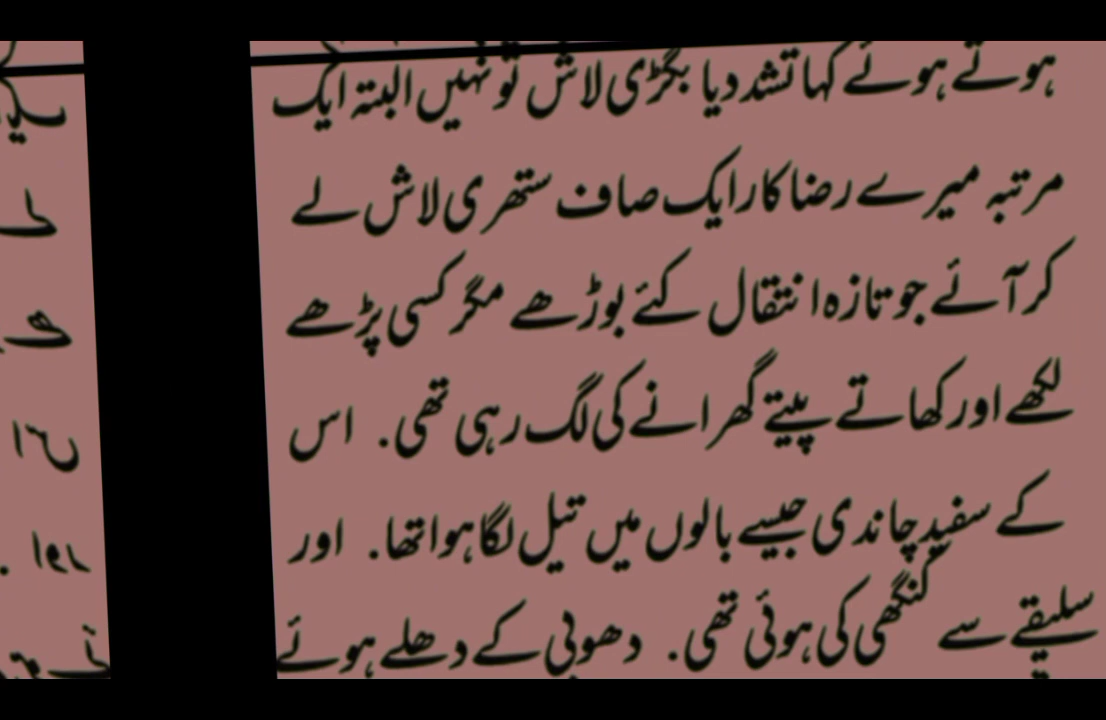 ہوتے ہوئے کہا تشدد یا بگڑی لاش تو نہیں البتہ ایک
مرتبہ میرے رضا کار ایک صاف ستھری لاش لے
کر آئے جو تازہ انتقال کئے بوڑھے مگر کسی پڑھے
لکھے اور کھاتے پیتے گھرانے کی لگ رہی تھی۔ اس
کے سفید چاندی جیسے بالوں میں تیل لگا ہوا تھا۔ اور
سلیقے سے کنگھی کی ہوئی تھی۔ دھوبی کے دھلے ہوئے